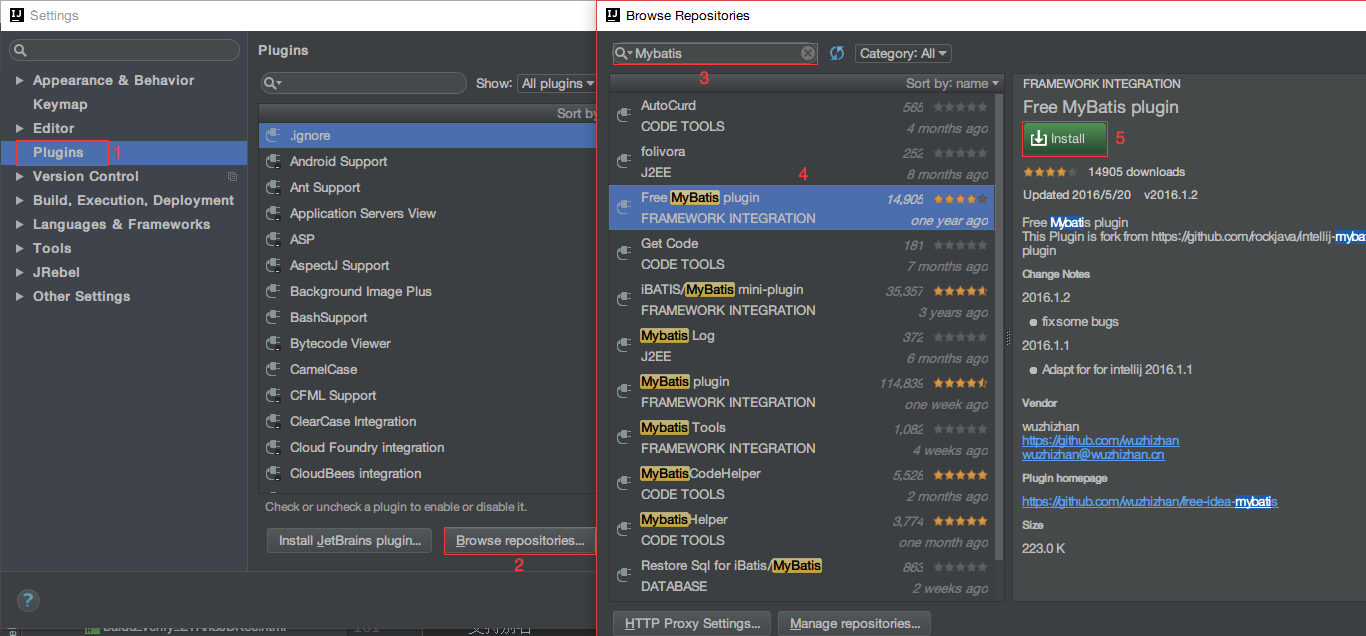 Settings
Appearance & Behavior
Keymap
Editor
Plugins
1
Version Control
Build, Execution, Deployment
Languages & Frameworks
Tools
JRebel
Other Settings
?
Plugins
Show: All plugins
Sort by
.ignore
Android Support
Ant Support
Application Servers View
ASP
AspectJ Support
Background Image Plus
BashSupport
Bytecode Viewer
CamelCase
CFML Support
ClearCase Integration
Cloud Foundry integration
CloudBees integration
Check or uncheck a plugin to enable or disable it.
Install JetBrains plugin... Browse repositories...
2
Browse Repositories
Mybatis Category: All
3
Sort by: name
AutoCurd 565
CODE TOOLS 4 months ago
folivora 252
J2EE 8 months ago
4
Free MyBatis plugin 14,905
FRAMEWORK INTEGRATION one year ago
Get Code 181
CODE TOOLS 7 months ago
iBATIS/MyBatis mini-plugin 35,357
FRAMEWORK INTEGRATION 3 years ago
Mybatis Log 372
J2EE 6 months ago
MyBatis plugin 114,839
FRAMEWORK INTEGRATION one week ago
Mybatis Tools 1,082
FRAMEWORK INTEGRATION 4 weeks ago
MyBatisCodeHelper 5,528
CODE TOOLS 2 months ago
MybatisHelper 3,774
CODE TOOLS one month ago
Restore Sql for iBatis/MyBatis 863
DATABASE 2 weeks ago
HTTP Proxy Settings... Manage repositories...
FRAMEWORK INTEGRATION
Free MyBatis plugin
Install 5
14905 downloads
Updated 2016/5/20 v2016.1.2
Free Mybatis plugin
This Plugin is fork from https://github.com/rockjava/intellij-mybat
plugin
Change Notes
2016.1.2
fix some bugs
2016.1.1
Adapt for for intellij 2016.1.1
Vendor
wuzhizhan
https://github.com/wuzhizhan
wuzhizhan@wuzhizhan.cn
Plugin homepage
https://github.com/wuzhizhan/free-idea-mybatis
Size
223.0 K